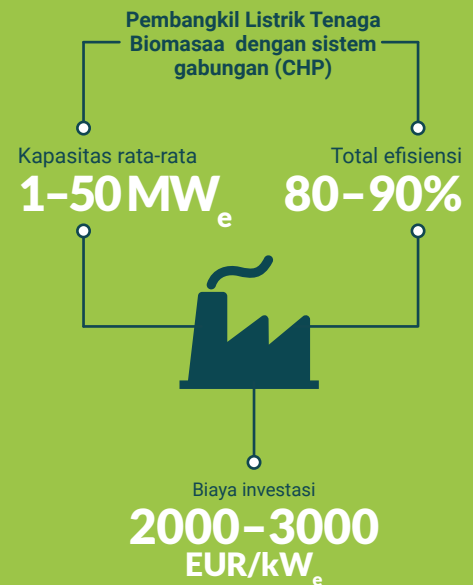 Pembangkil Listrik Tenaga
Biomasaa dengan sistem
gabungan (CHP)
Kapasitas rata-rata
1–50 MWe
Total efisiensi
80–90%
Biaya investasi
2000–3000
EUR/kWe